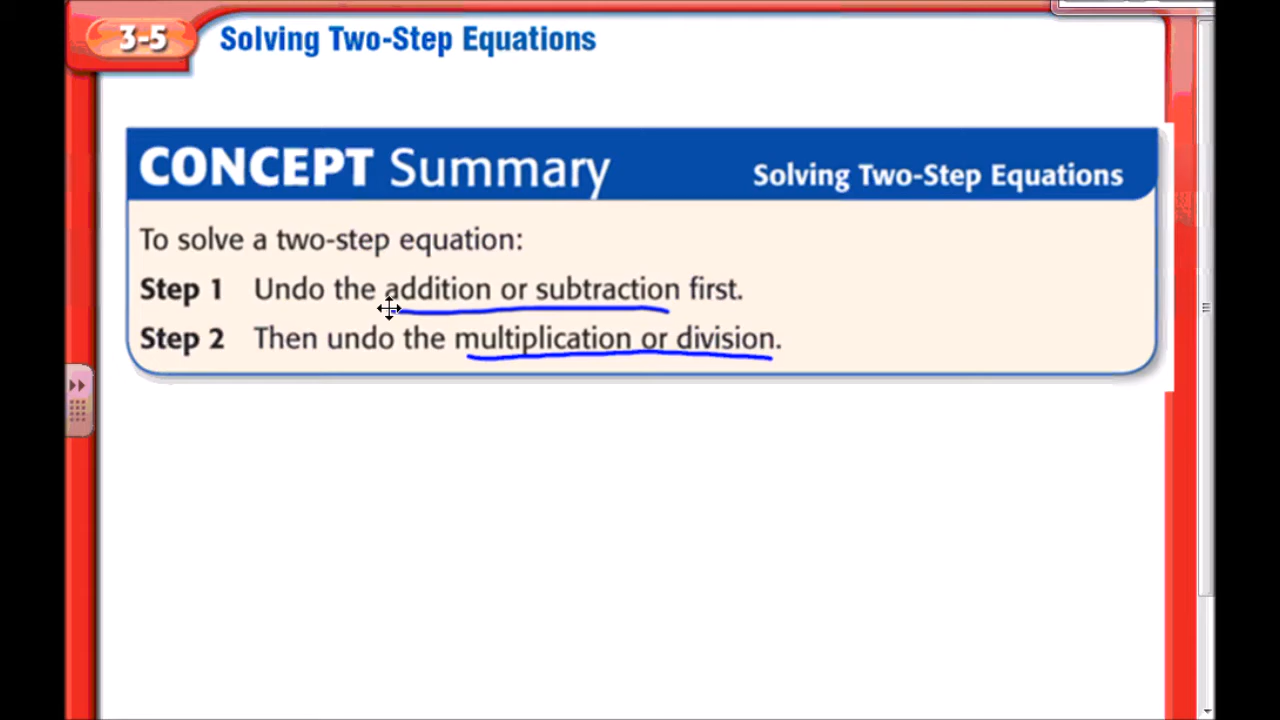 3-5 Solving Two-Step Equations
CONCEPT Summary Solving Two-Step Equations
To solve a two-step equation:
Step 1 Undo the addition or subtraction first.
Step 2 Then undo the multiplication or division.